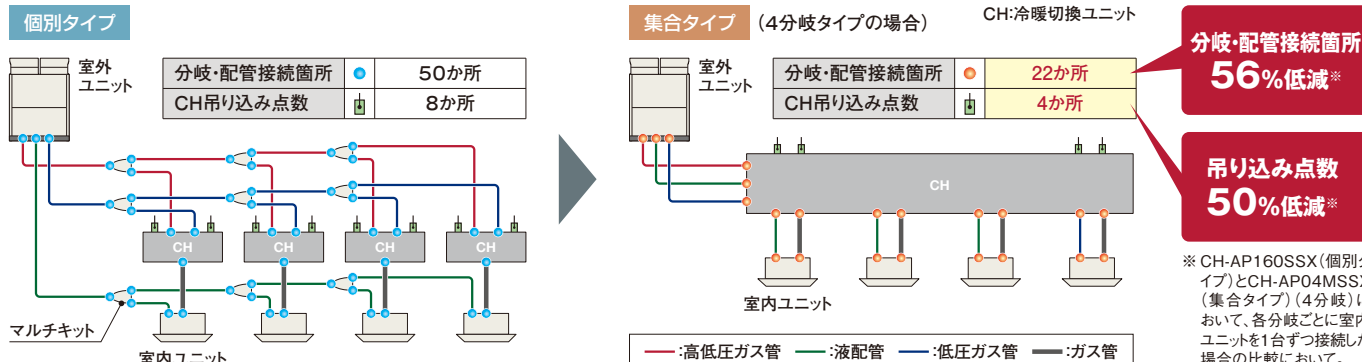 個別タイプ
室外
ユニット
分岐・配管接続箇所 50か所
CH吊り込み点数 8か所
CH CH CH CH
マルチキット
室内ユニット
集合タイプ (4分岐タイプの場合) CH:冷暖切換ユニット
室外
ユニット
分岐・配管接続箇所 22か所
CH吊り込み点数 4か所
CH
室内ユニット
:高低圧ガス管 :液配管 :低圧ガス管 :ガス管
分岐・配管接続箇所
56%低減※
吊り込み点数
50%低減※
※CH-AP160SSX(個別タ
イプ)とCH-AP04MSSX
(集合タイプ)(4分岐)に
おいて、各分岐ごとに室内
ユニットを1台ずつ接続した
場合の比較において。